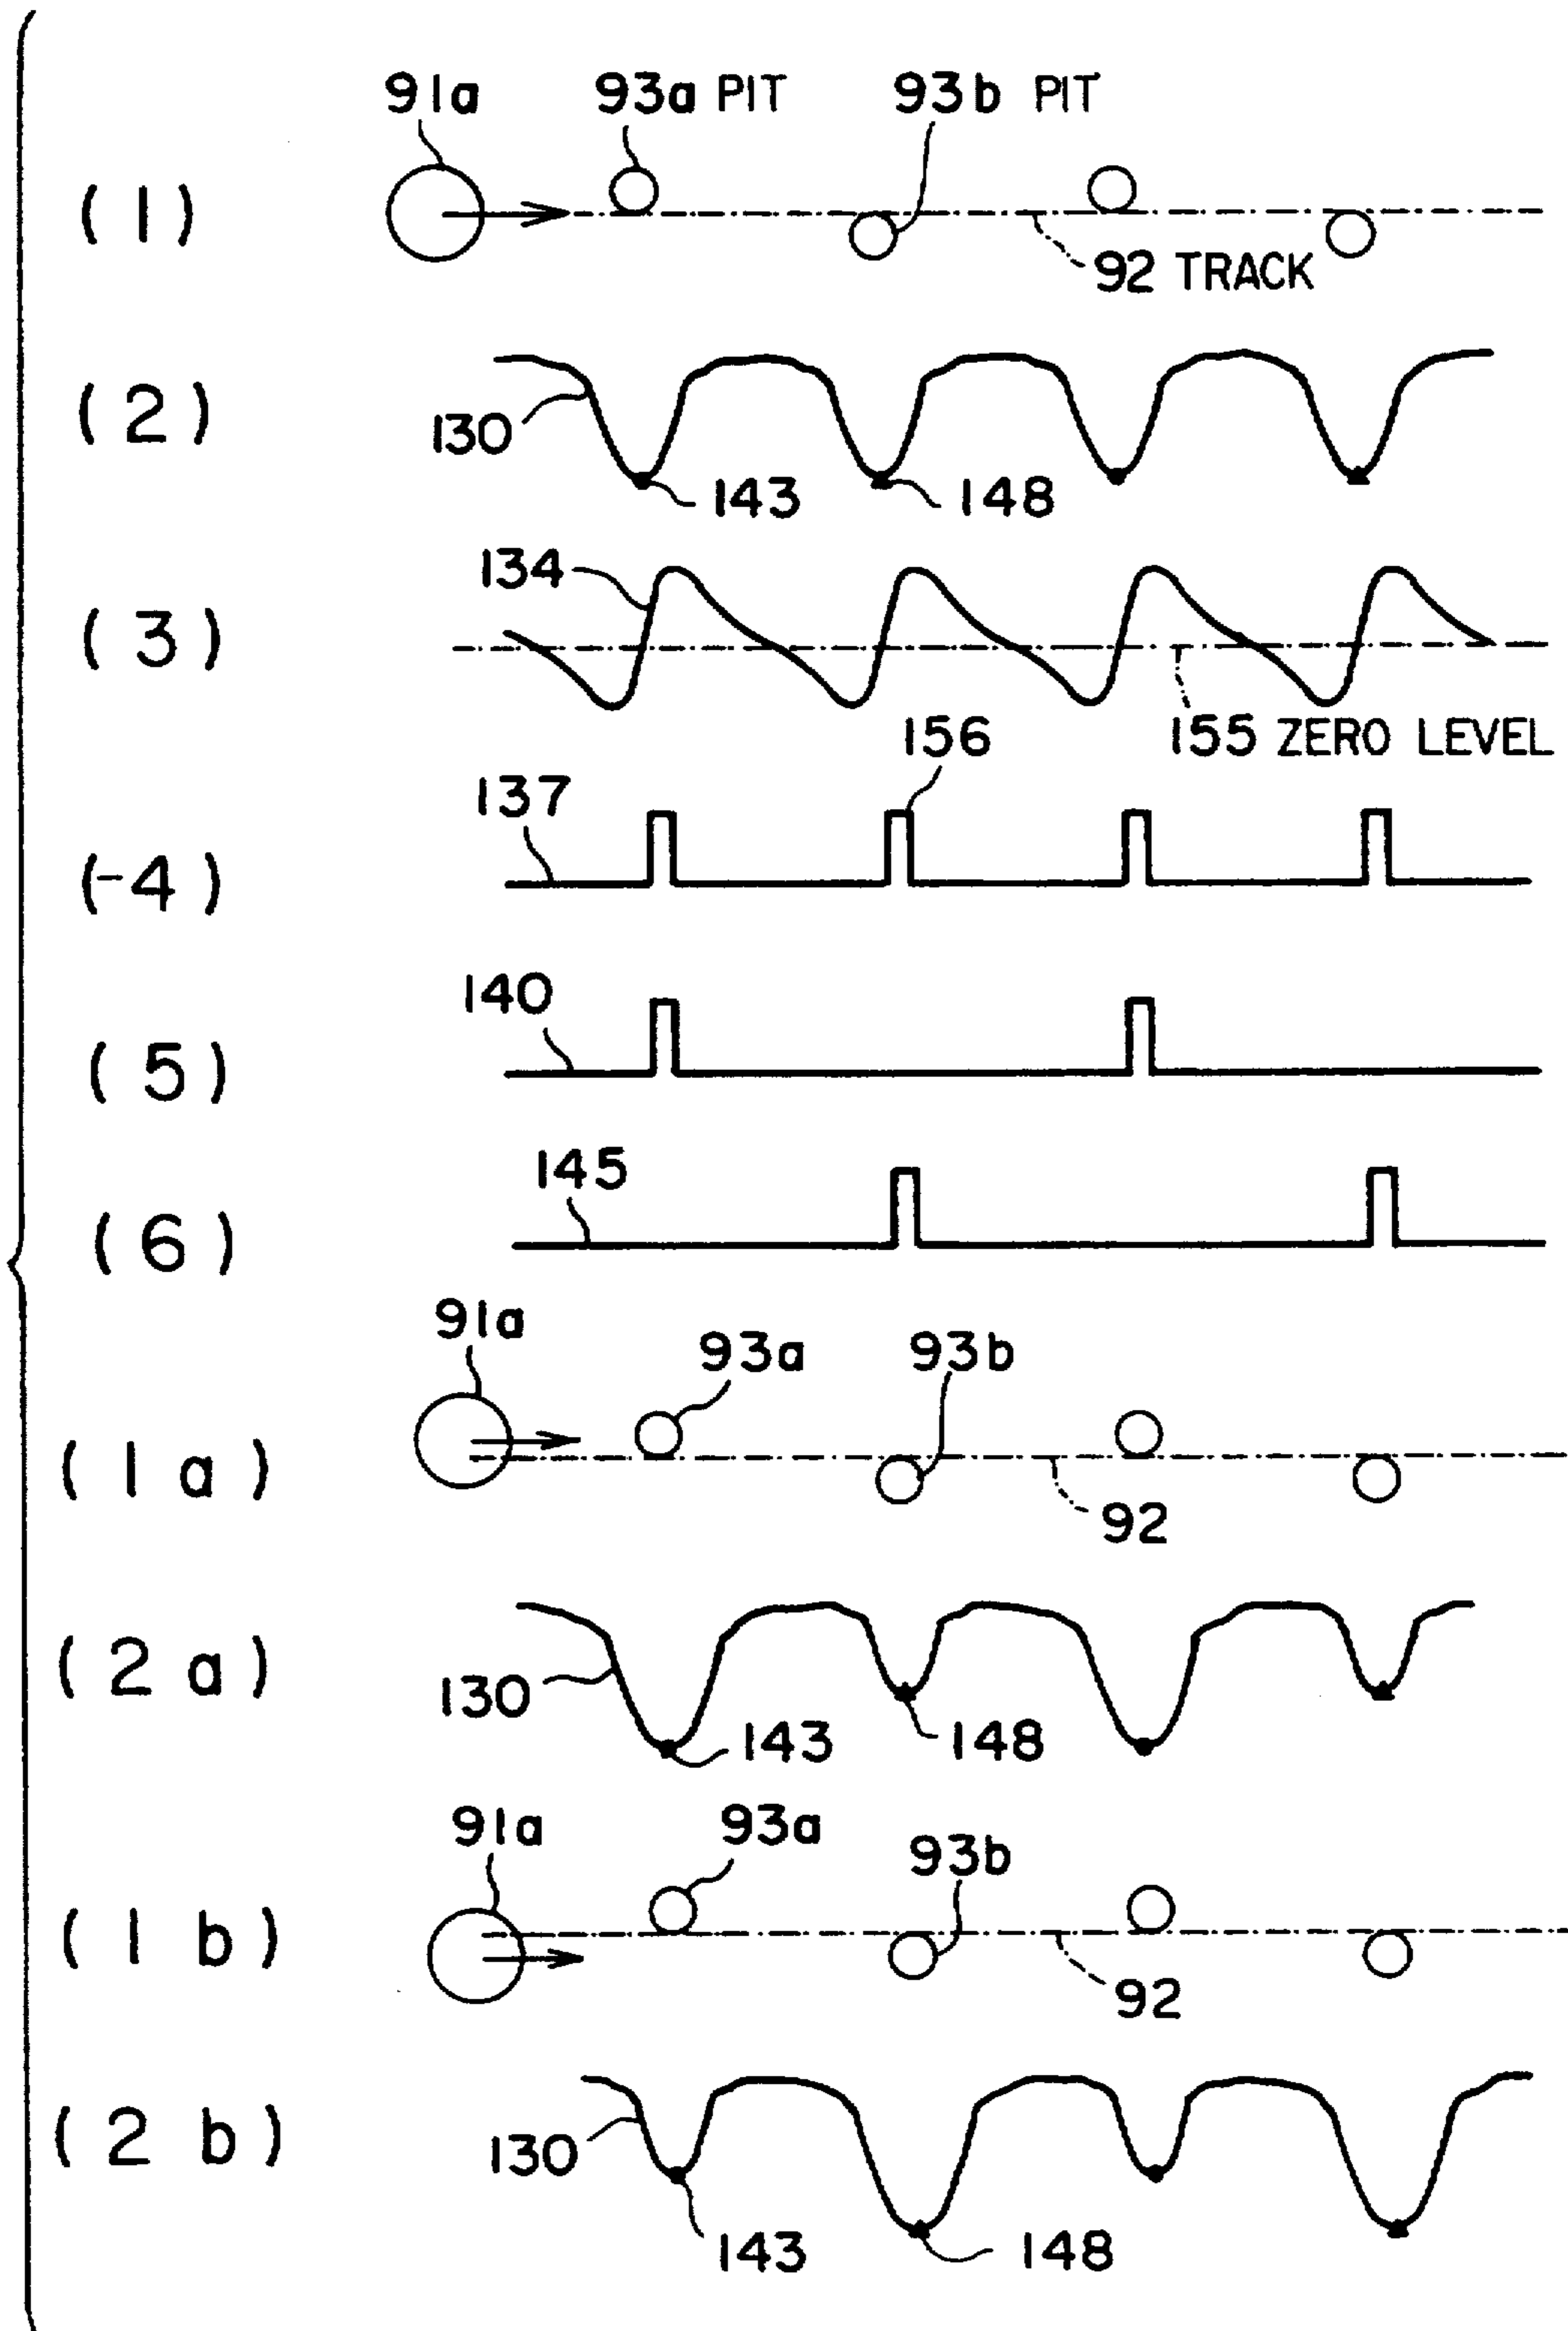 91a 93a PIT 93b PIT
(1)
92 TRACK
(2)
130
143 148
134
(3)
155 ZERO LEVEL
156
137
(-4)
140
(5)
145
(6)
91a
93a 93b
(1a)
92
(2a)
130
143 148
91a 93a
93b
(1b)
92
(2b)
130
143 148